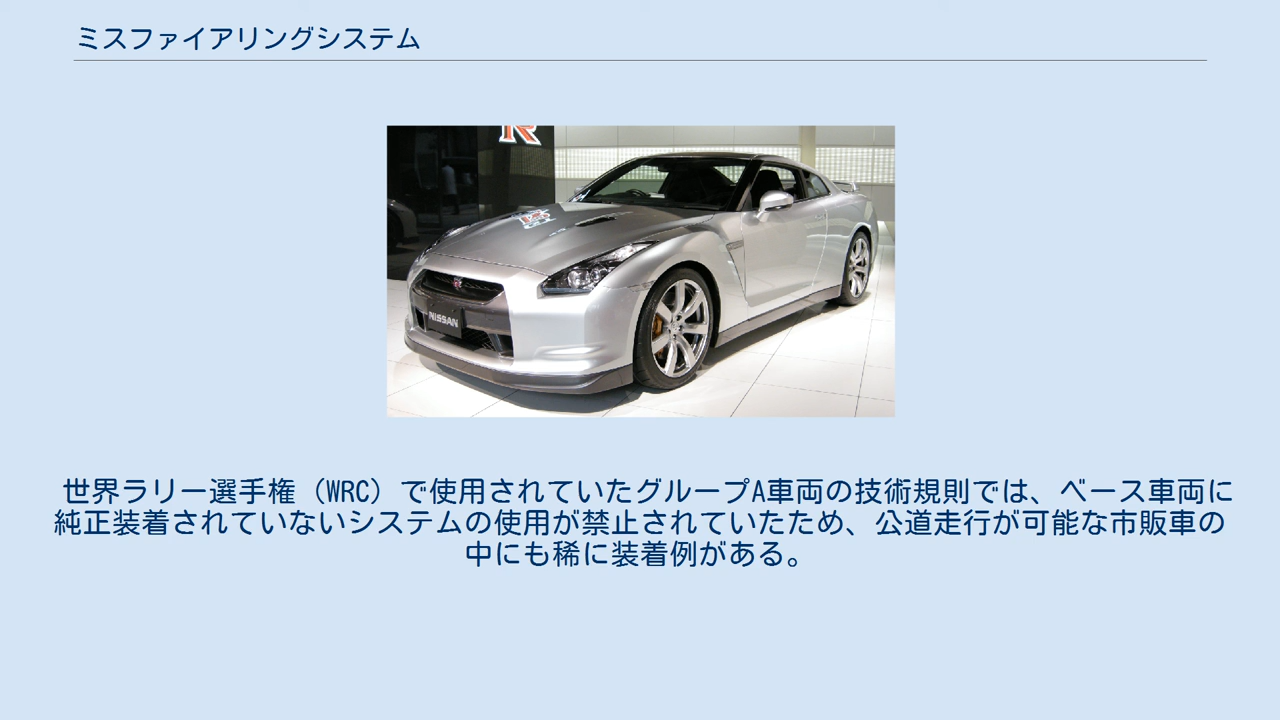 ミスファイアリングシステム
R
NISSAN
世界ラリー選手権（WRC）で使用されていたグループA車両の技術規則では、ベース車両に
純正装着されていないシステムの使用が禁止されていたため、公道走行が可能な市販車の
中にも稀に装着例がある。